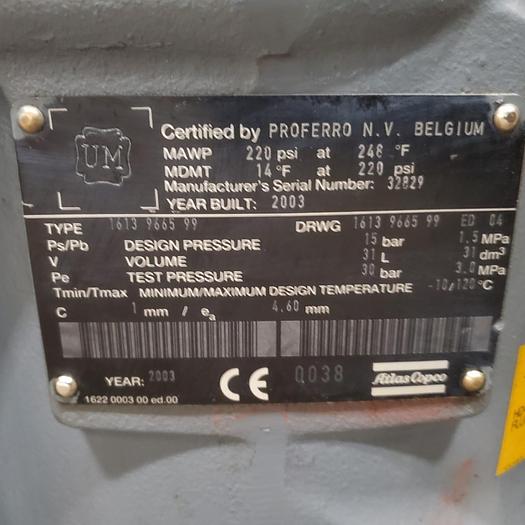 UM
Certified by PROFERRO N.V. BELGIUM
MAWP 220 psi at 248 °F
MDMT 14 °F at 220 psi
Manufacturer's Serial Number: 32829
YEAR BUILT: 2003
TYPE 1613 9665 99 DRWG 1613 9665 99 ED 04
Ps/Pb DESIGN PRESSURE 15 bar 1.5 MPa
V VOLUME 31 L 31 dm³
Pe TEST PRESSURE 30 bar 3.0 MPa
Tmin/Tmax MINIMUM/MAXIMUM DESIGN TEMPERATURE -10/120 °C
C 1 mm / ea 4.60 mm
YEAR: 2003 CE 0038 Atlas Copco
1622 0003 00 ed.00